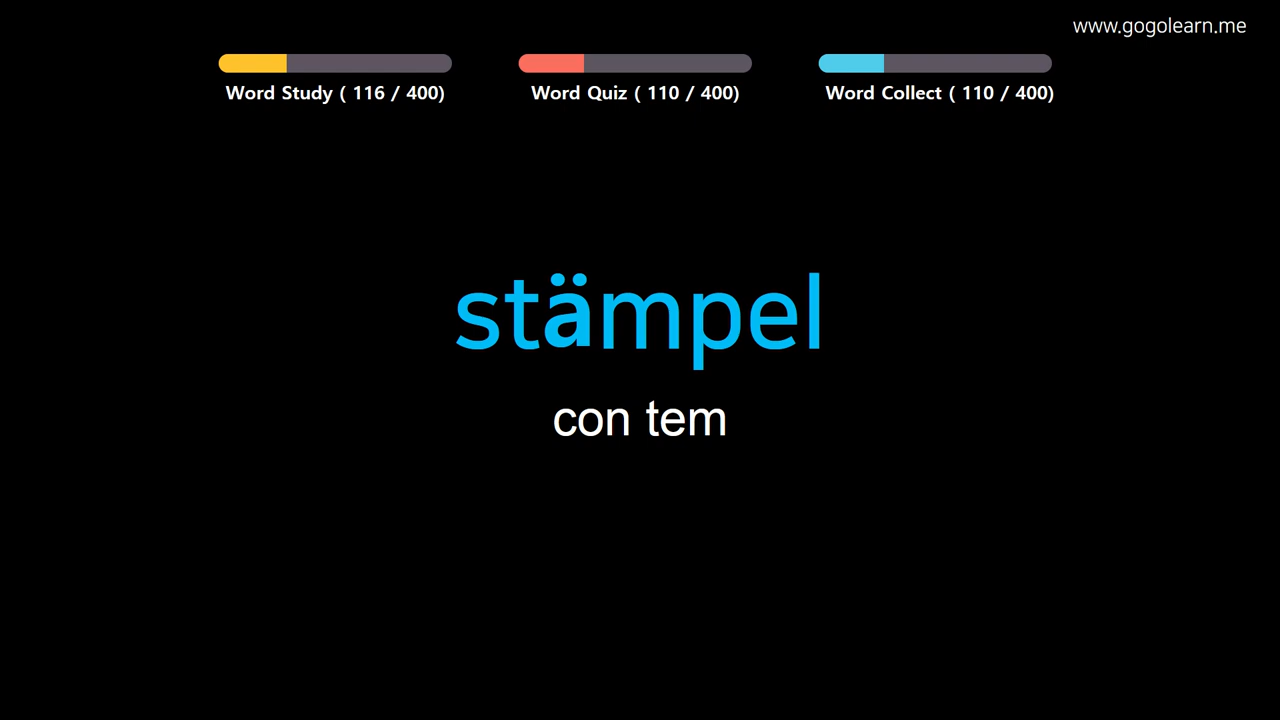 www.gogolearn.me
Word Study ( 116 / 400)
Word Quiz ( 110 / 400)
Word Collect ( 110 / 400)
stämpel
con tem